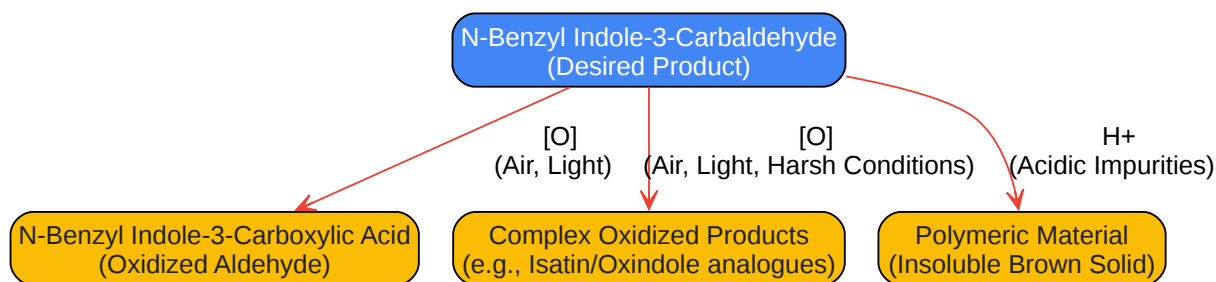 N-Benzyl Indole-3-Carbaldehyde
(Desired Product)
[O]
(Air, Light)
[O]
(Air, Light, Harsh Conditions)
H+
(Acidic Impurities)
N-Benzyl Indole-3-Carboxylic Acid
(Oxidized Aldehyde)
Complex Oxidized Products
(e.g., Isatin/Oxindole analogues)
Polymeric Material
(Insoluble Brown Solid)